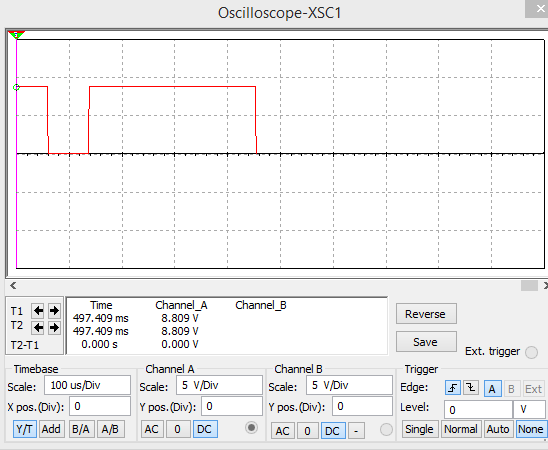 Oscilloscope-XSC1
Time Channel_A Channel_B
T1 497.409 ms 8.809 V
T2 497.409 ms 8.809 V
T2-T1 0.000 s 0.000 V
Reverse
Save
Ext. trigger
Timebase
Scale: 100 us/Div
X pos.(Div): 0
Y/T Add B/A A/B
Channel A
Scale: 5 V/Div
Y pos.(Div): 0
AC 0 DC
Channel B
Scale: 5 V/Div
Y pos.(Div): 0
AC 0 DC -
Trigger
Edge: A B Ext
Level: 0 V
Single Normal Auto None